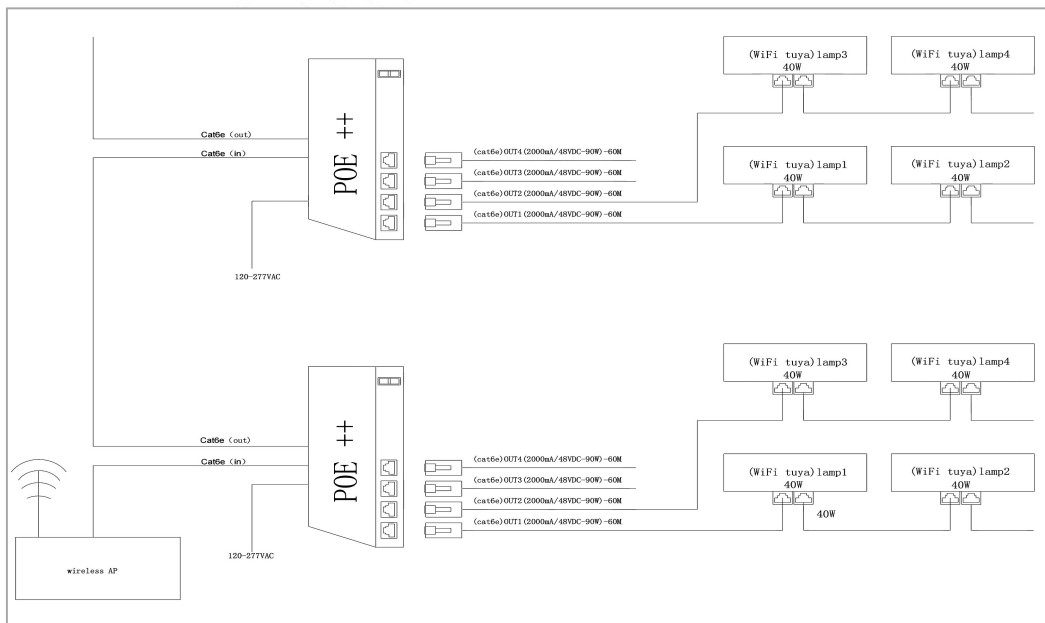 (WiFi tuya)lamp3
40W
(WiFi tuya)lamp4
40W
Cat6e (out)
Cat6e (in)
POE ++
(cat6e)OUT4(2000mA/48VDC-90W)-60M
(cat6e)OUT3(2000mA/48VDC-90W)-60M
(cat6e)OUT2(2000mA/48VDC-90W)-60M
(cat6e)OUT1(2000mA/48VDC-90W)-60M
(WiFi tuya)lamp1
40W
(WiFi tuya)lamp2
40W
120-277VAC
(WiFi tuya)lamp3
40W
(WiFi tuya)lamp4
40W
Cat6e (out)
Cat6e (in)
POE ++
(cat6e)OUT4(2000mA/48VDC-90W)-60M
(cat6e)OUT3(2000mA/48VDC-90W)-60M
(cat6e)OUT2(2000mA/48VDC-90W)-60M
(cat6e)OUT1(2000mA/48VDC-90W)-60M
(WiFi tuya)lamp1
40W
40W
(WiFi tuya)lamp2
40W
120-277VAC
wireless AP